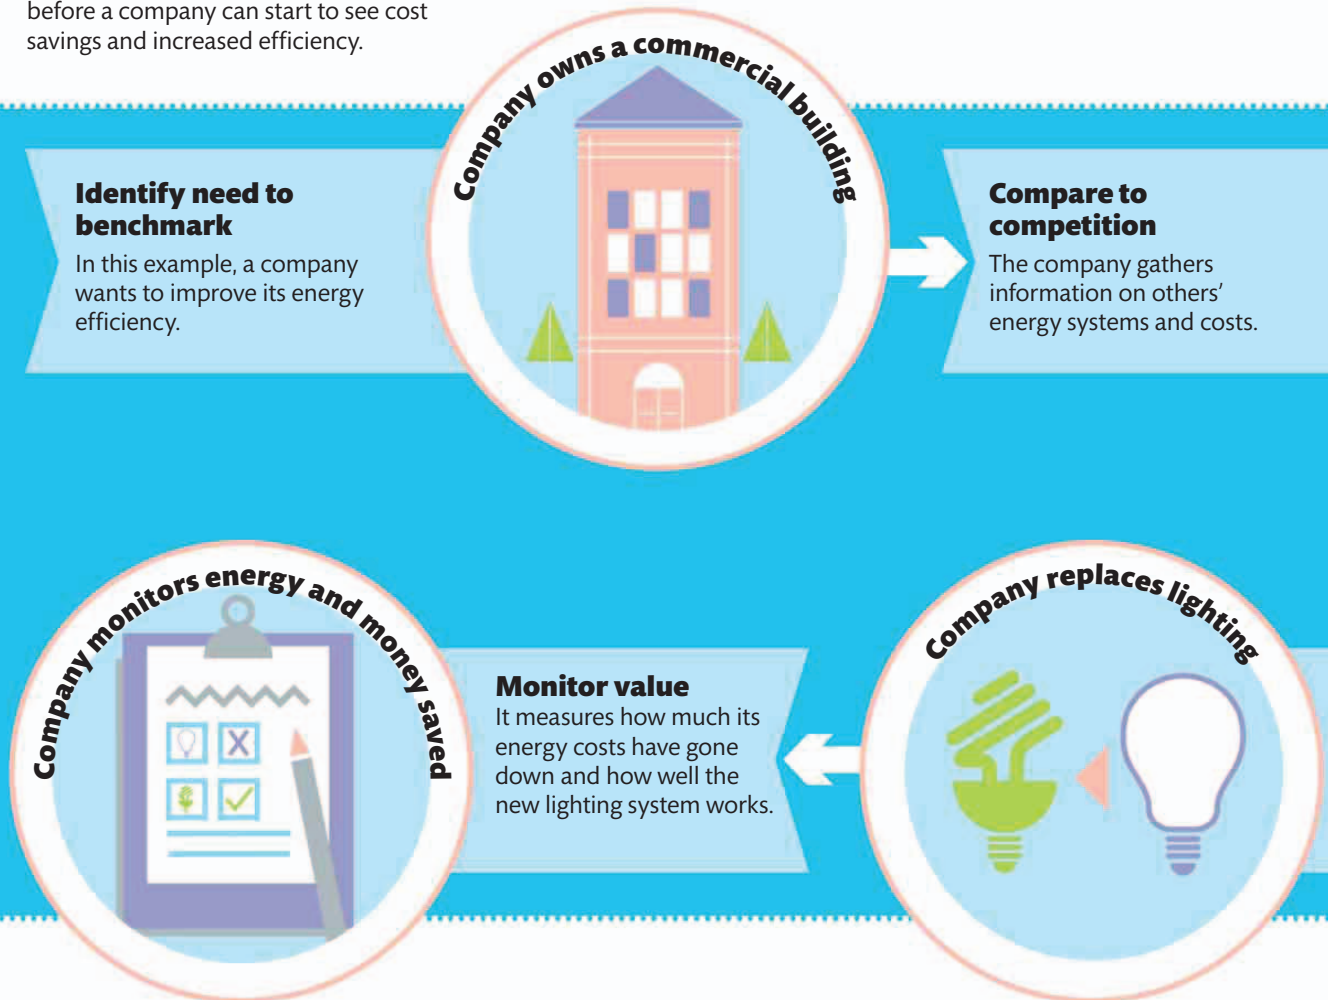 before a company can start to see cost
savings and increased efficiency.
Company owns a commercial building
Identify need to
benchmark
In this example, a company
wants to improve its energy
efficiency.
Compare to
competition
The company gathers
information on others’
energy systems and costs.
Company monitors energy and money saved
Monitor value
It measures how much its
energy costs have gone
down and how well the
new lighting system works.
Company replaces lighting